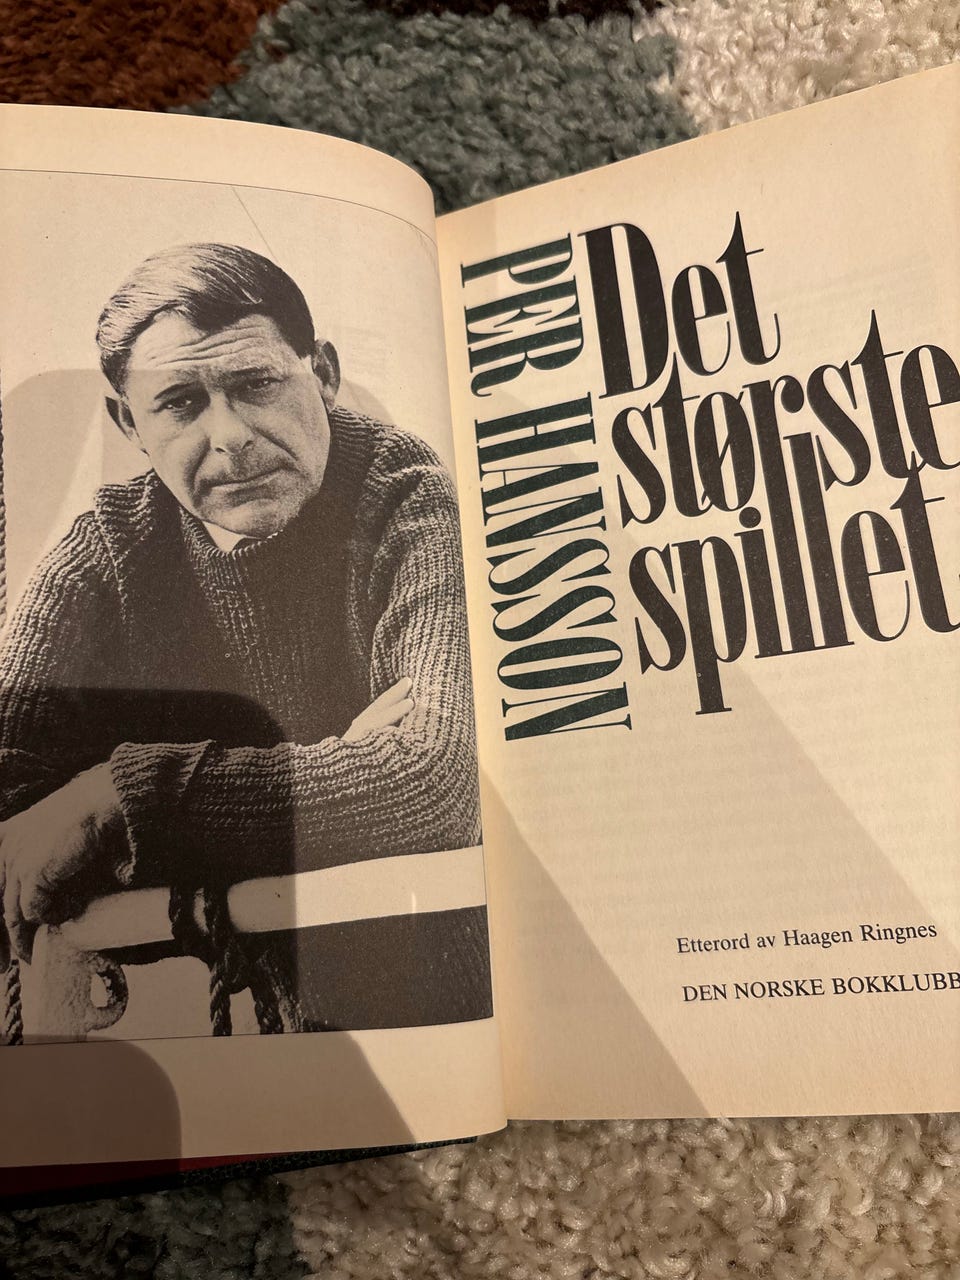 PER HANSSON
Det
største
spillet
Etterord av Haagen Ringnes
DEN NORSKE BOKKLUBB